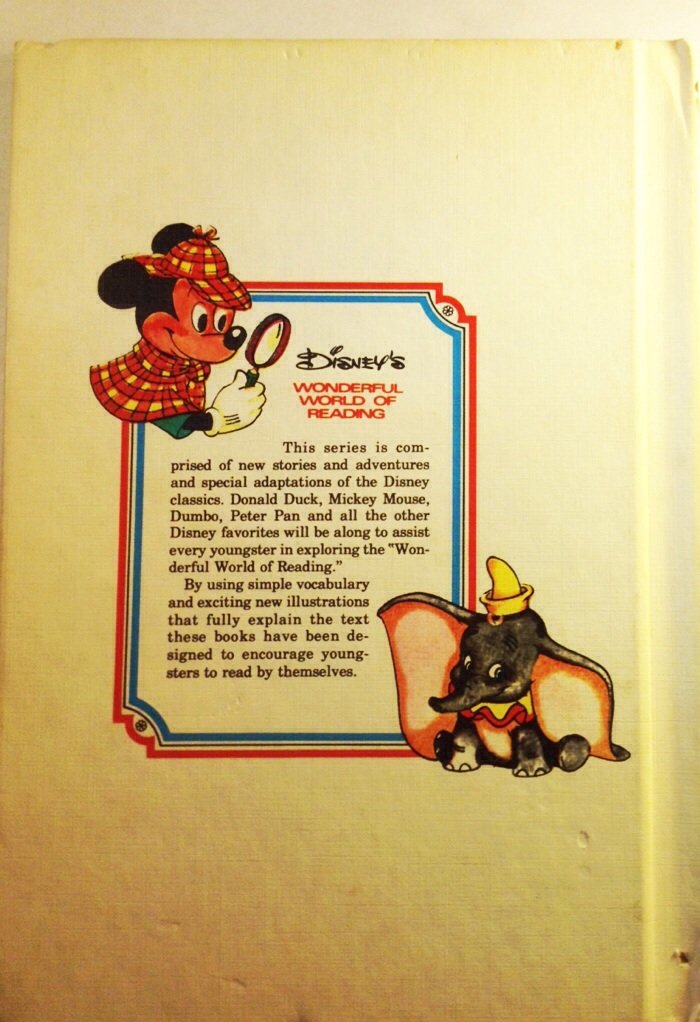 Disney's
WONDERFUL
WORLD OF
READING
This series is com-
prised of new stories and adventures
and special adaptations of the Disney
classics. Donald Duck, Mickey Mouse,
Dumbo, Peter Pan and all the other
Disney favorites will be along to assist
every youngster in exploring the "Won-
derful World of Reading."
By using simple vocabulary
and exciting new illustrations
that fully explain the text
these books have been de-
signed to encourage young-
sters to read by themselves.